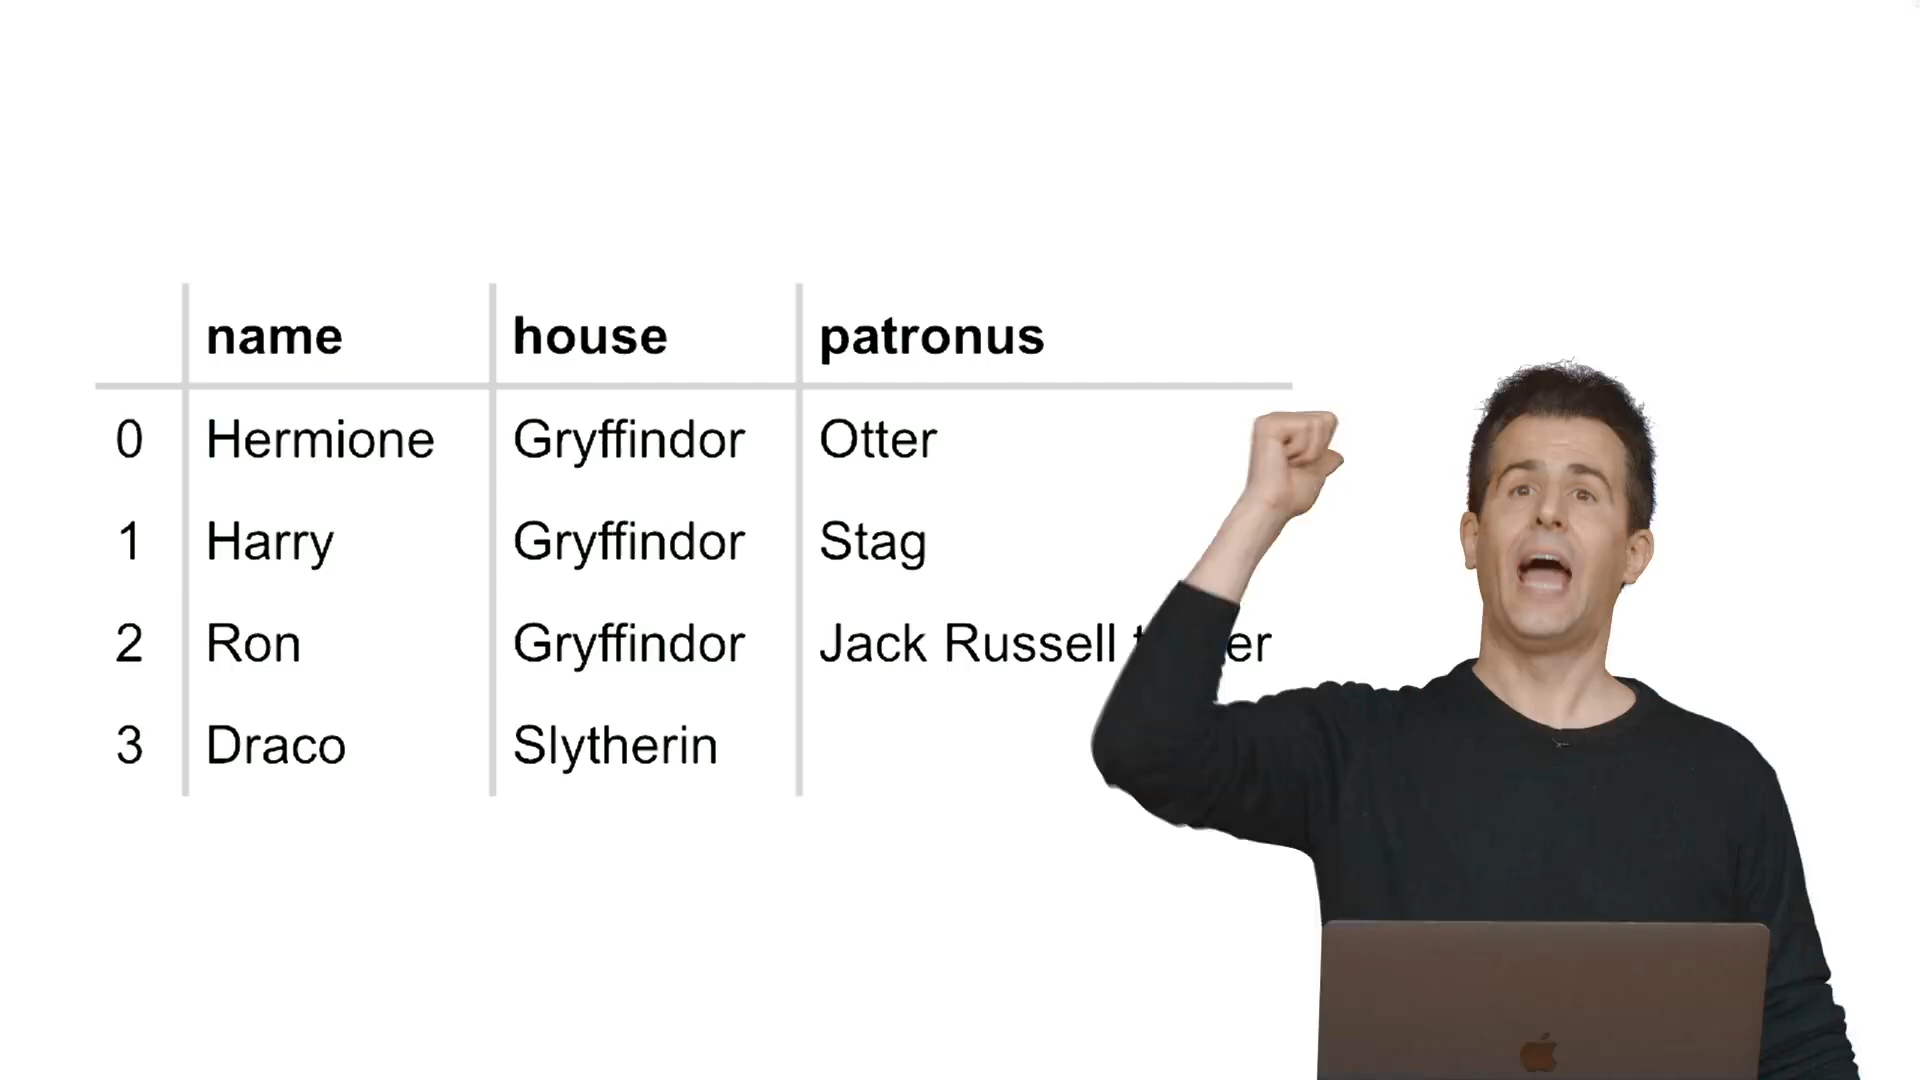 name house patronus
0 Hermione Gryffindor Otter
1 Harry Gryffindor Stag
2 Ron Gryffindor Jack Russell
3 Draco Slytherin